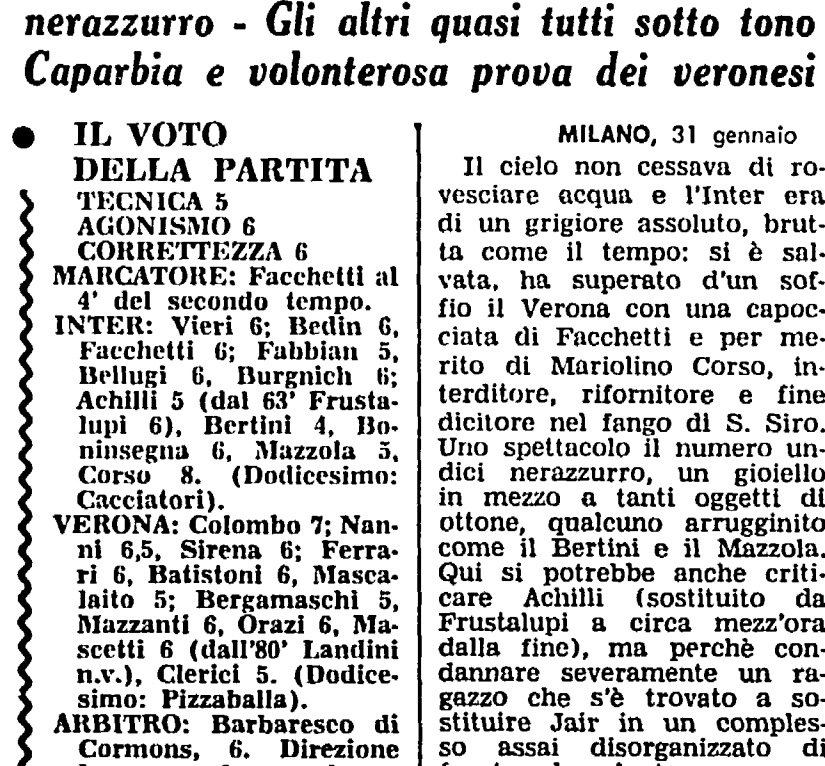 nerazzurro - Gli altri quasi tutti sotto tono
Caparbia e volonterosa prova dei veronesi
● IL VOTO
DELLA PARTITA
TECNICA 5
AGONISMO 6
CORRETTEZZA 6
MARCATORE: Facchetti al
4' del secondo tempo.
INTER: Vieri 6; Bedin 6,
Facchetti 6; Fabbian 5,
Bellugi 6, Burgnich 6;
Achilli 5 (dal 63' Frusta-
lupi 6), Bertini 4, Bo-
ninsegna 6, Mazzola 5,
Corso 8. (Dodicesimo:
Cacciatori).
VERONA: Colombo 7; Nan-
ni 6,5, Sirena 6; Ferra-
ri 6, Batistoni 6, Masca-
laito 5; Bergamaschi 5,
Mazzanti 6, Orazi 6, Ma-
scetti 6 (dall'80' Landini
n.v.), Clerici 5. (Dodice-
simo: Pizzaballa).
ARBITRO: Barbaresco di
Cormons, 6. Direzione
MILANO, 31 gennaio
Il cielo non cessava di ro-
vesciare acqua e l'Inter era
di un grigiore assoluto, brut-
ta come il tempo: si è sal-
vata, ha superato d'un sof-
fio il Verona con una capoc-
ciata di Facchetti e per me-
rito di Mariolino Corso, in-
terditore, rifornitore e fine
dicitore nel fango di S. Siro.
Uno spettacolo il numero un-
dici nerazzurro, un gioiello
in mezzo a tanti oggetti di
ottone, qualcuno arrugginito
come il Bertini e il Mazzola.
Qui si potrebbe anche criti-
care Achilli (sostituito da
Frustalupi a circa mezz'ora
dalla fine), ma perchè con-
dannare severamente un ra-
gazzo che s'è trovato a so-
stituire Jair in un comples-
so assai disorganizzato di